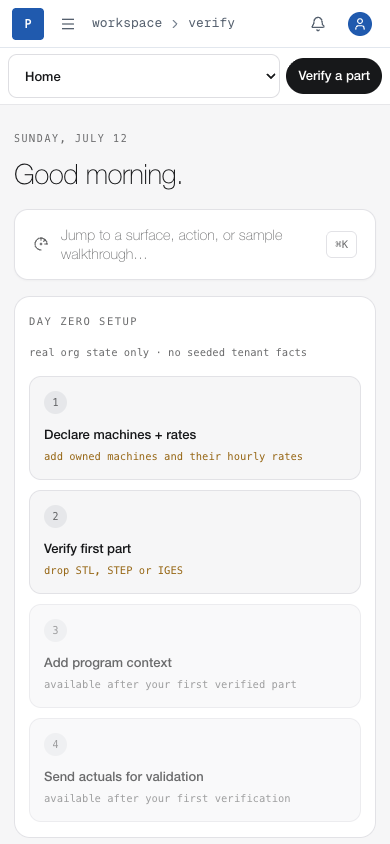 P
workspace > verify
Home
Verify a part
SUNDAY, JULY 12
Good morning.
Jump to a surface, action, or sample
walkthrough…
⌘K
DAY ZERO SETUP
real org state only · no seeded tenant facts
1
Declare machines + rates
add owned machines and their hourly rates
2
Verify first part
drop STL, STEP or IGES
3
Add program context
available after your first verified part
4
Send actuals for validation
available after your first verification